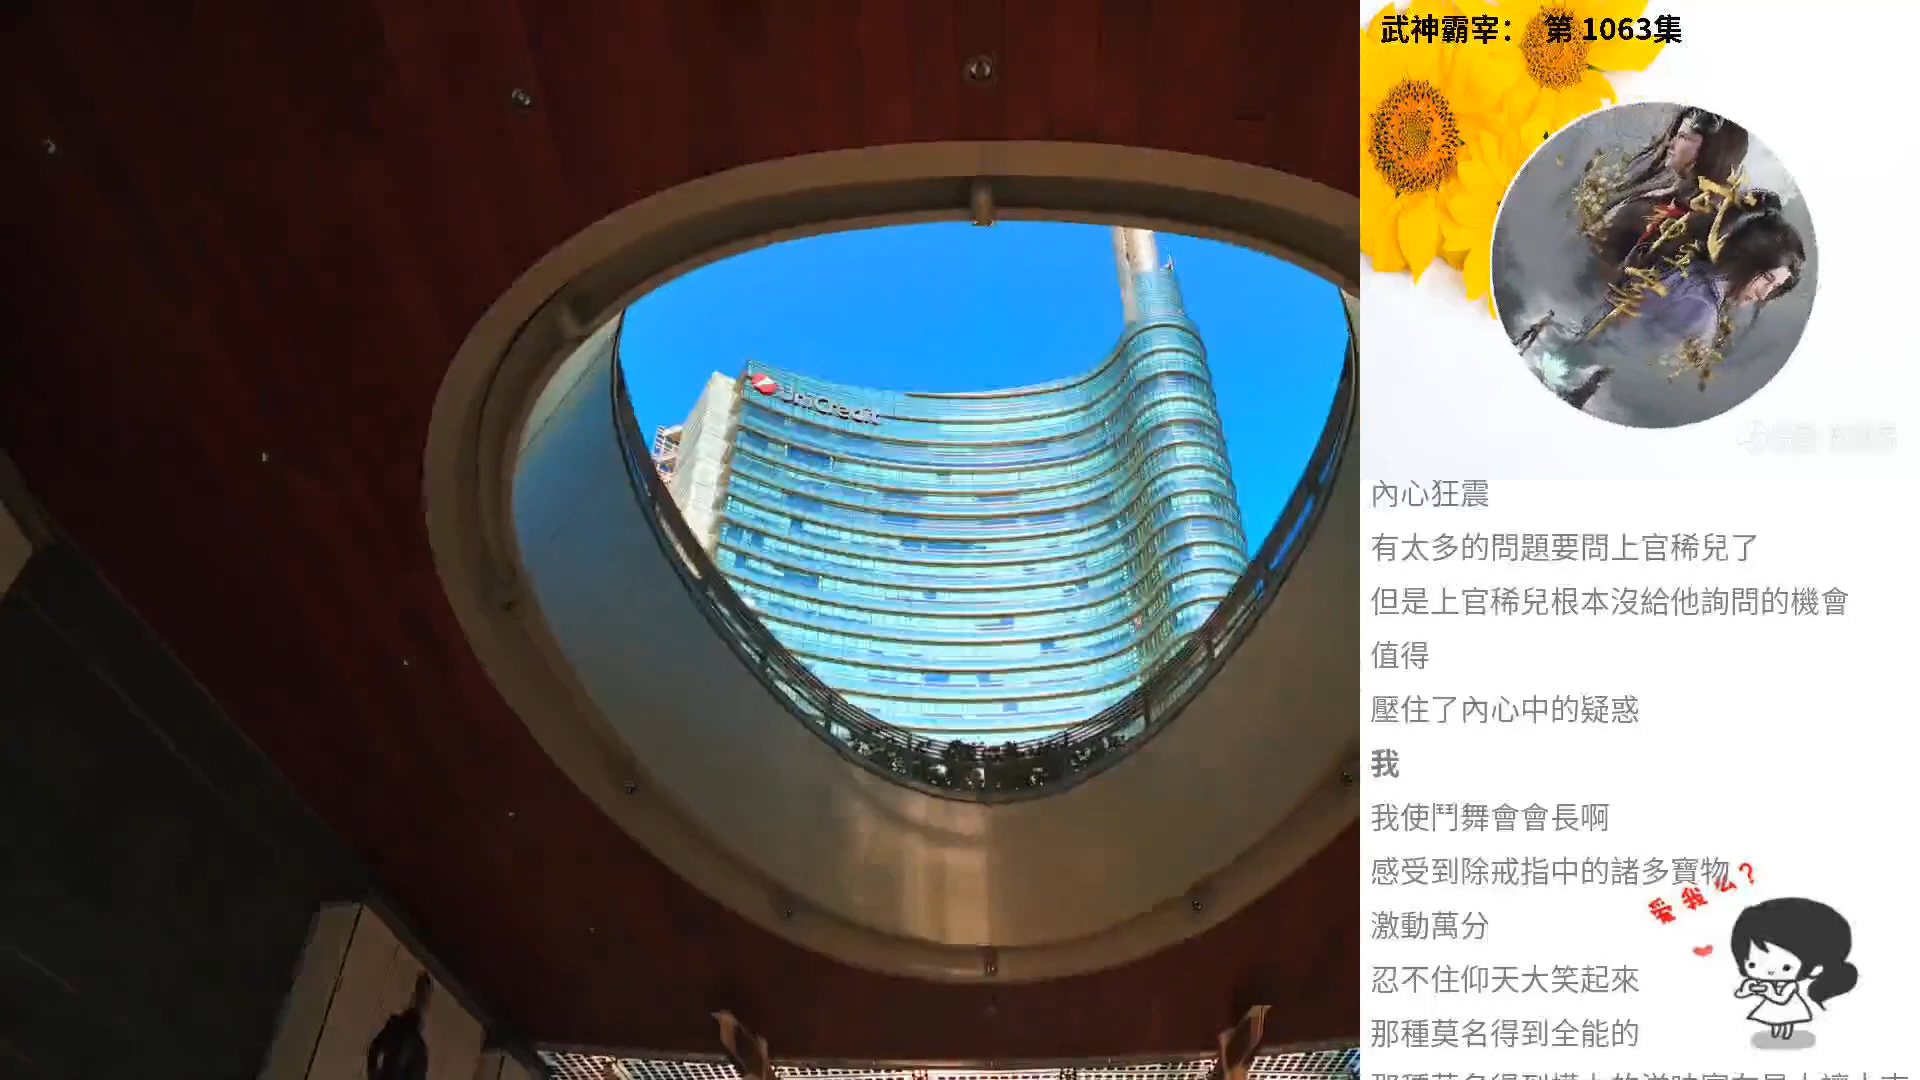 武神霸宰： 第 1063集
UniCredit
內心狂震
有太多的問題要問上官稀兒了
但是上官稀兒根本沒給他詢問的機會
值得
壓住了內心中的疑惑
我
我使鬥舞會會長啊
感受到除戒指中的諸多寶物
爱我么？
激動萬分
忍不住仰天大笑起來
那種莫名得到全能的